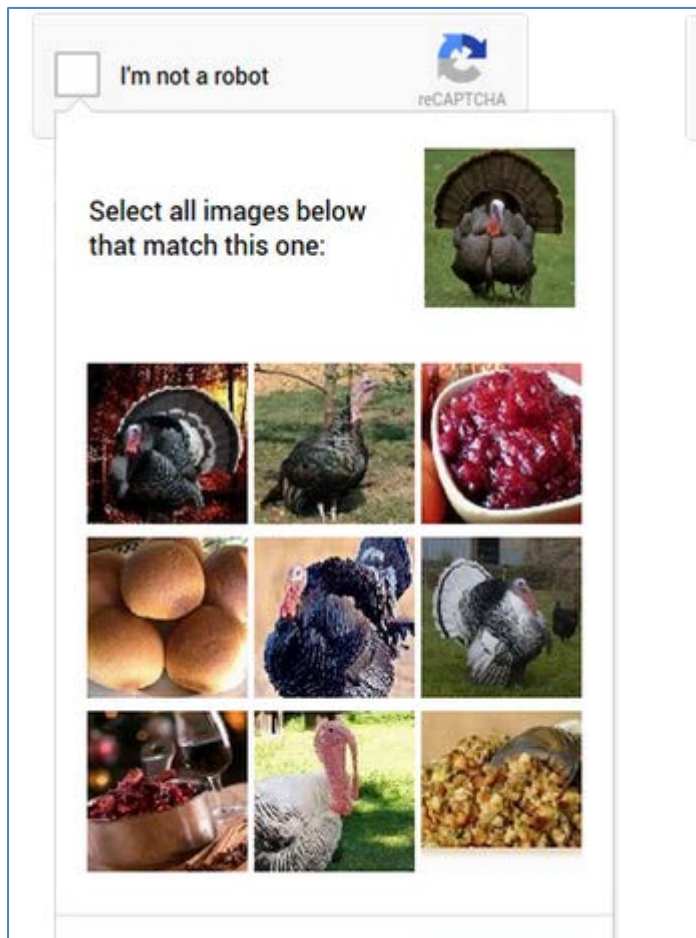 I'm not a robot
reCAPTCHA
Select all images below
that match this one: